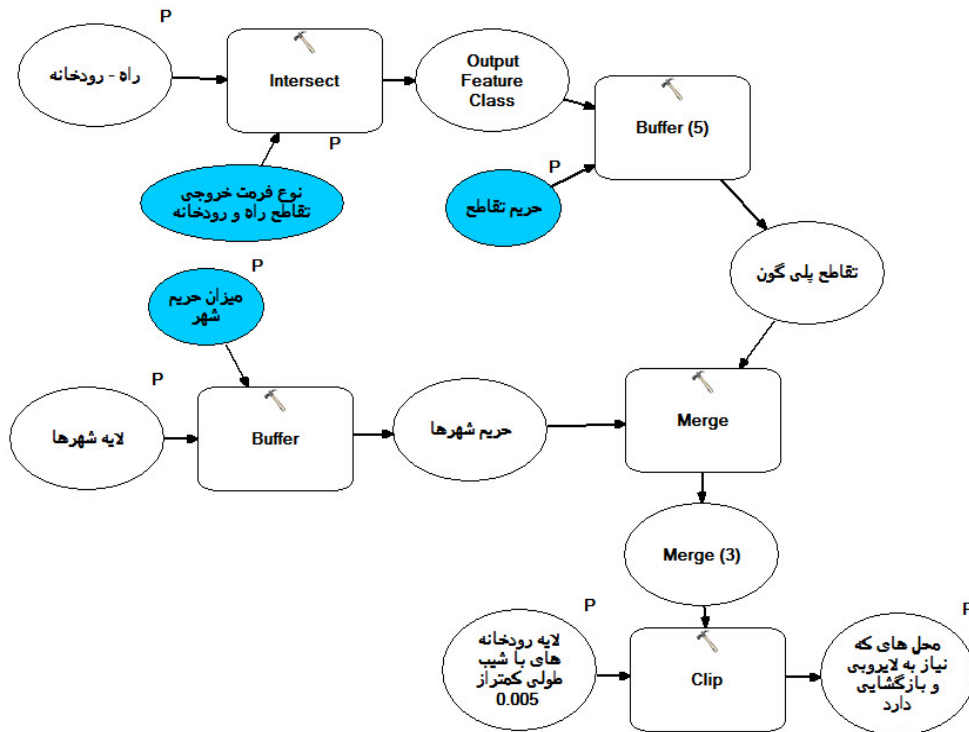 P
راه - رودخانه
Intersect
Output
Feature
Class
Buffer (5)
P
نوع فرمت خروجی
تقاطع راه و رودخانه
P
حریم تقاطع
تقاطع پلی گون
P
میزان حریم
شهر
P
لایه شهرها
Buffer
حریم شهرها
Merge
Merge (3)
P
لایه رودخانه
های با شیب
طولی کمتراز
0.005
Clip
P
محل های که
نیاز به لایروبی
و بازگشایی
دارد